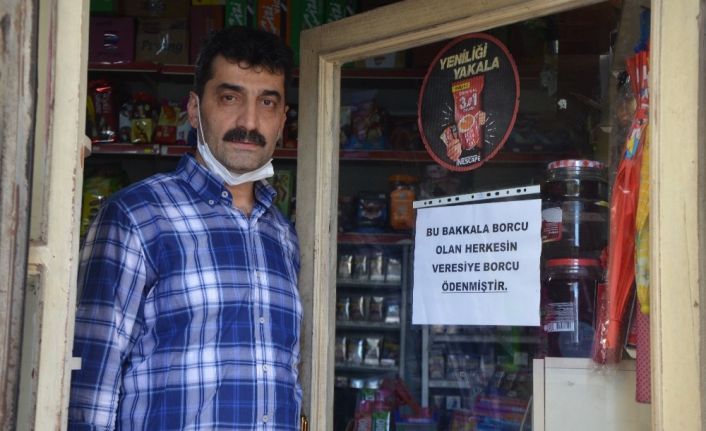 YENİLİĞİ
YAKALA
3ü1
NESCAFE
BU BAKKALA BORCU
OLAN HERKESİN
VERESİYE BORCU
ÖDENMİŞTİR.